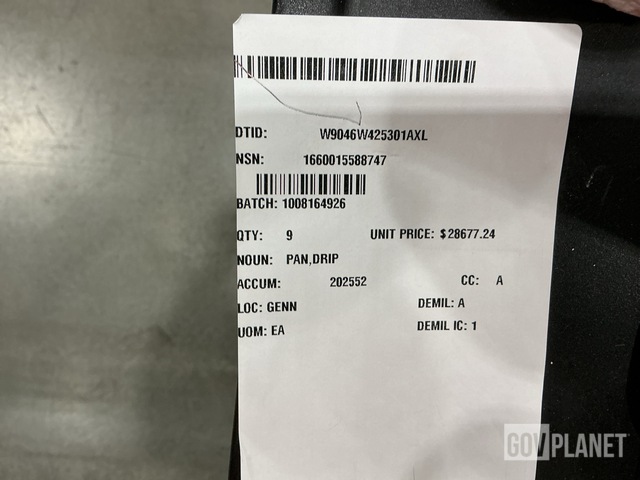 DTID: W9046W425301AXL
NSN: 1660015588747
BATCH: 1008164926
QTY: 9 UNIT PRICE: $28677.24
NOUN: PAN,DRIP
ACCUM: 202552 CC: A
LOC: GENN DEMIL: A
UOM: EA DEMIL IC: 1
GOVPLANET